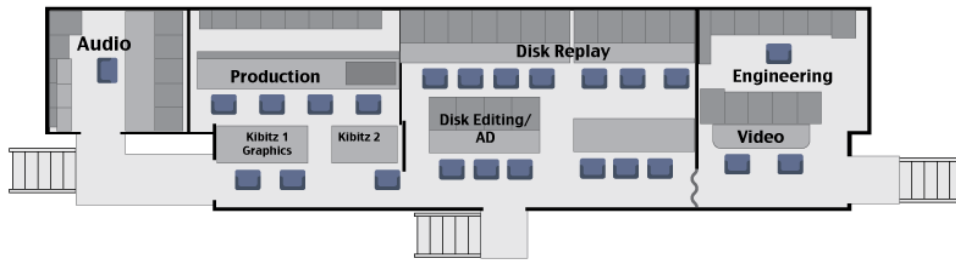 Audio
Production
Kibitz 1
Graphics
Kibitz 2
Disk Replay
Disk Editing/
AD
Engineering
Video